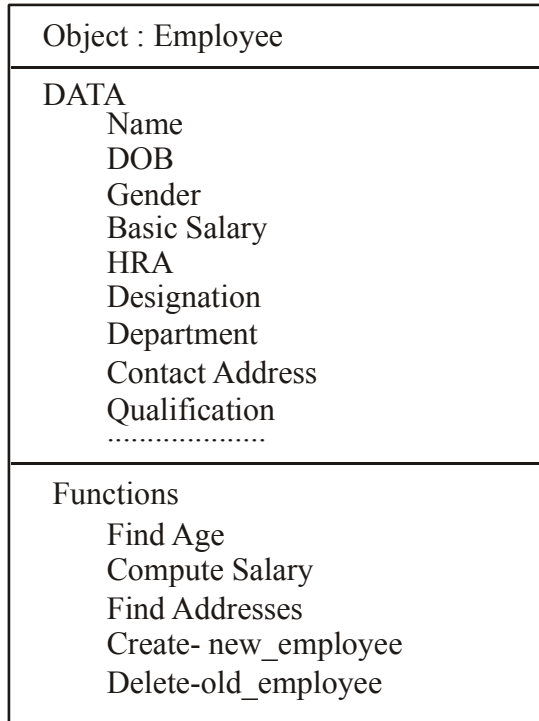 Object : Employee
DATA
Name
DOB
Gender
Basic Salary
HRA
Designation
Department
Contact Address
Qualification
...................
Functions
Find Age
Compute Salary
Find Addresses
Create- new_employee
Delete-old_employee